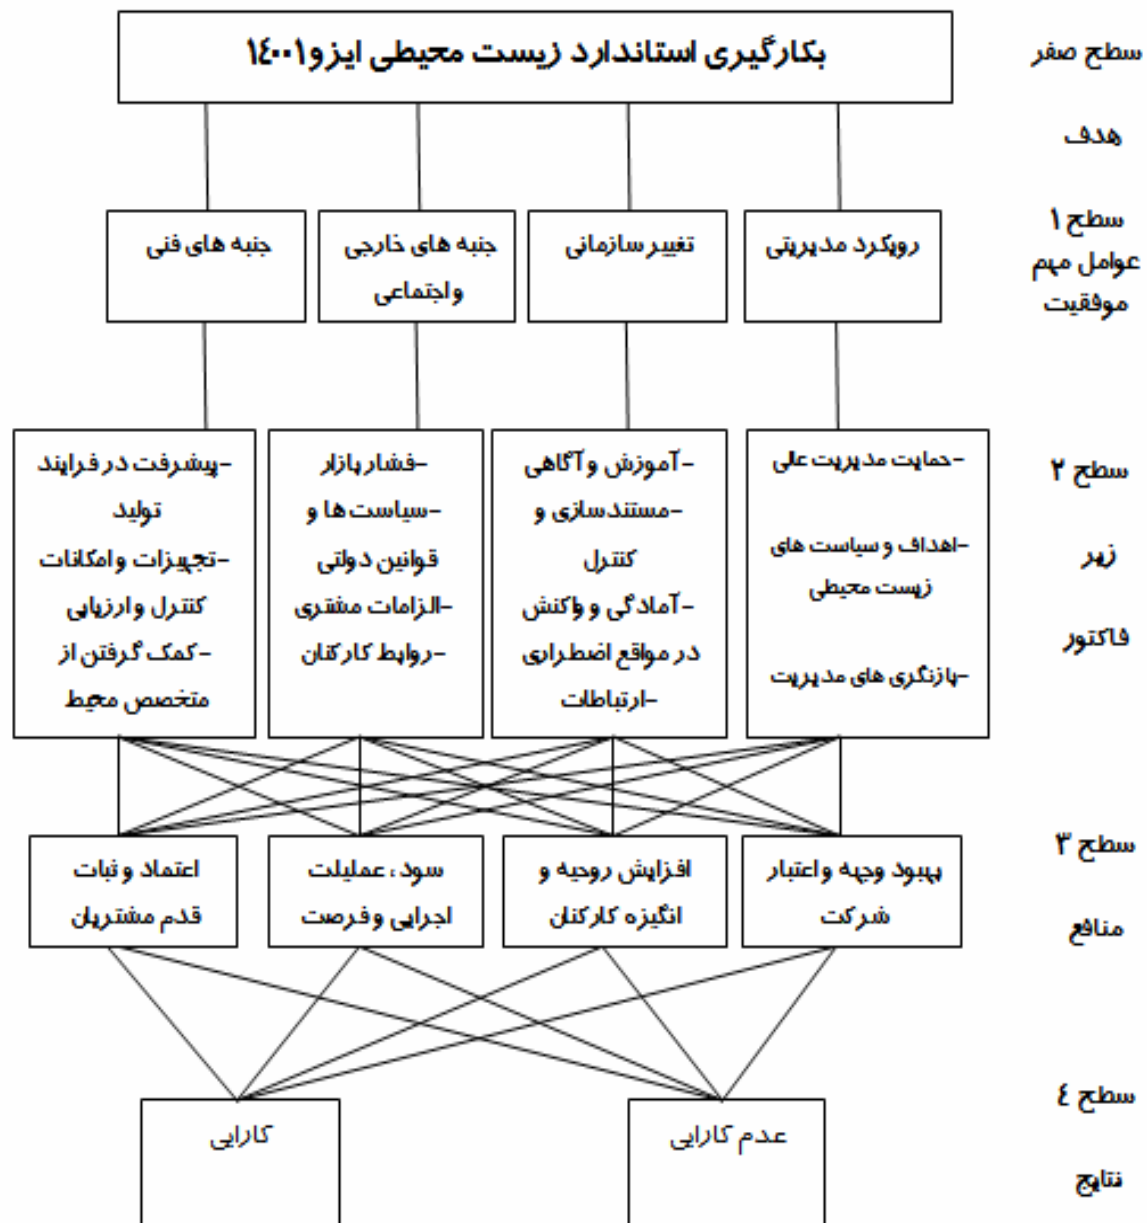 بکارگیری استاندارد زیست محیطی ایزو ۱۴۰۰۱
سطح صفر
هدف
سطح ۱
عوامل مهم
موفقیت
رویکرد مدیریتی
تغییر سازمانی
جنبه های خارجی
و اجتماعی
جنبه های فنی
سطح ۲
زیر
فاکتور
-حمایت مدیریت عالی
-اهداف و سیاست های
زیست محیطی
-بازنگری های مدیریت
-آموزش و آگاهی
-مستندسازی و
کنترل
-آمادگی و واکنش
در مواقع اضطراری
-ارتباطات
-فشار بازار
-سیاست ها و
قوانین دولتی
-الزامات مشتری
-روابط کارکنان
-پیشرفت در فرایند
تولید
-تجهیزات و امکانات
کنترل و ارزیابی
-کمک گرفتن از
متخصص محیط
سطح ۳
منافع
بهبود وجهه و اعتبار
شرکت
افزایش روحیه و
انگیزه کارکنان
سود ، عملیلت
اجرایی و فرصت
اعتماد و ثبات
قدم مشتریان
سطح ٤
نتایج
عدم کارایی
کارایی